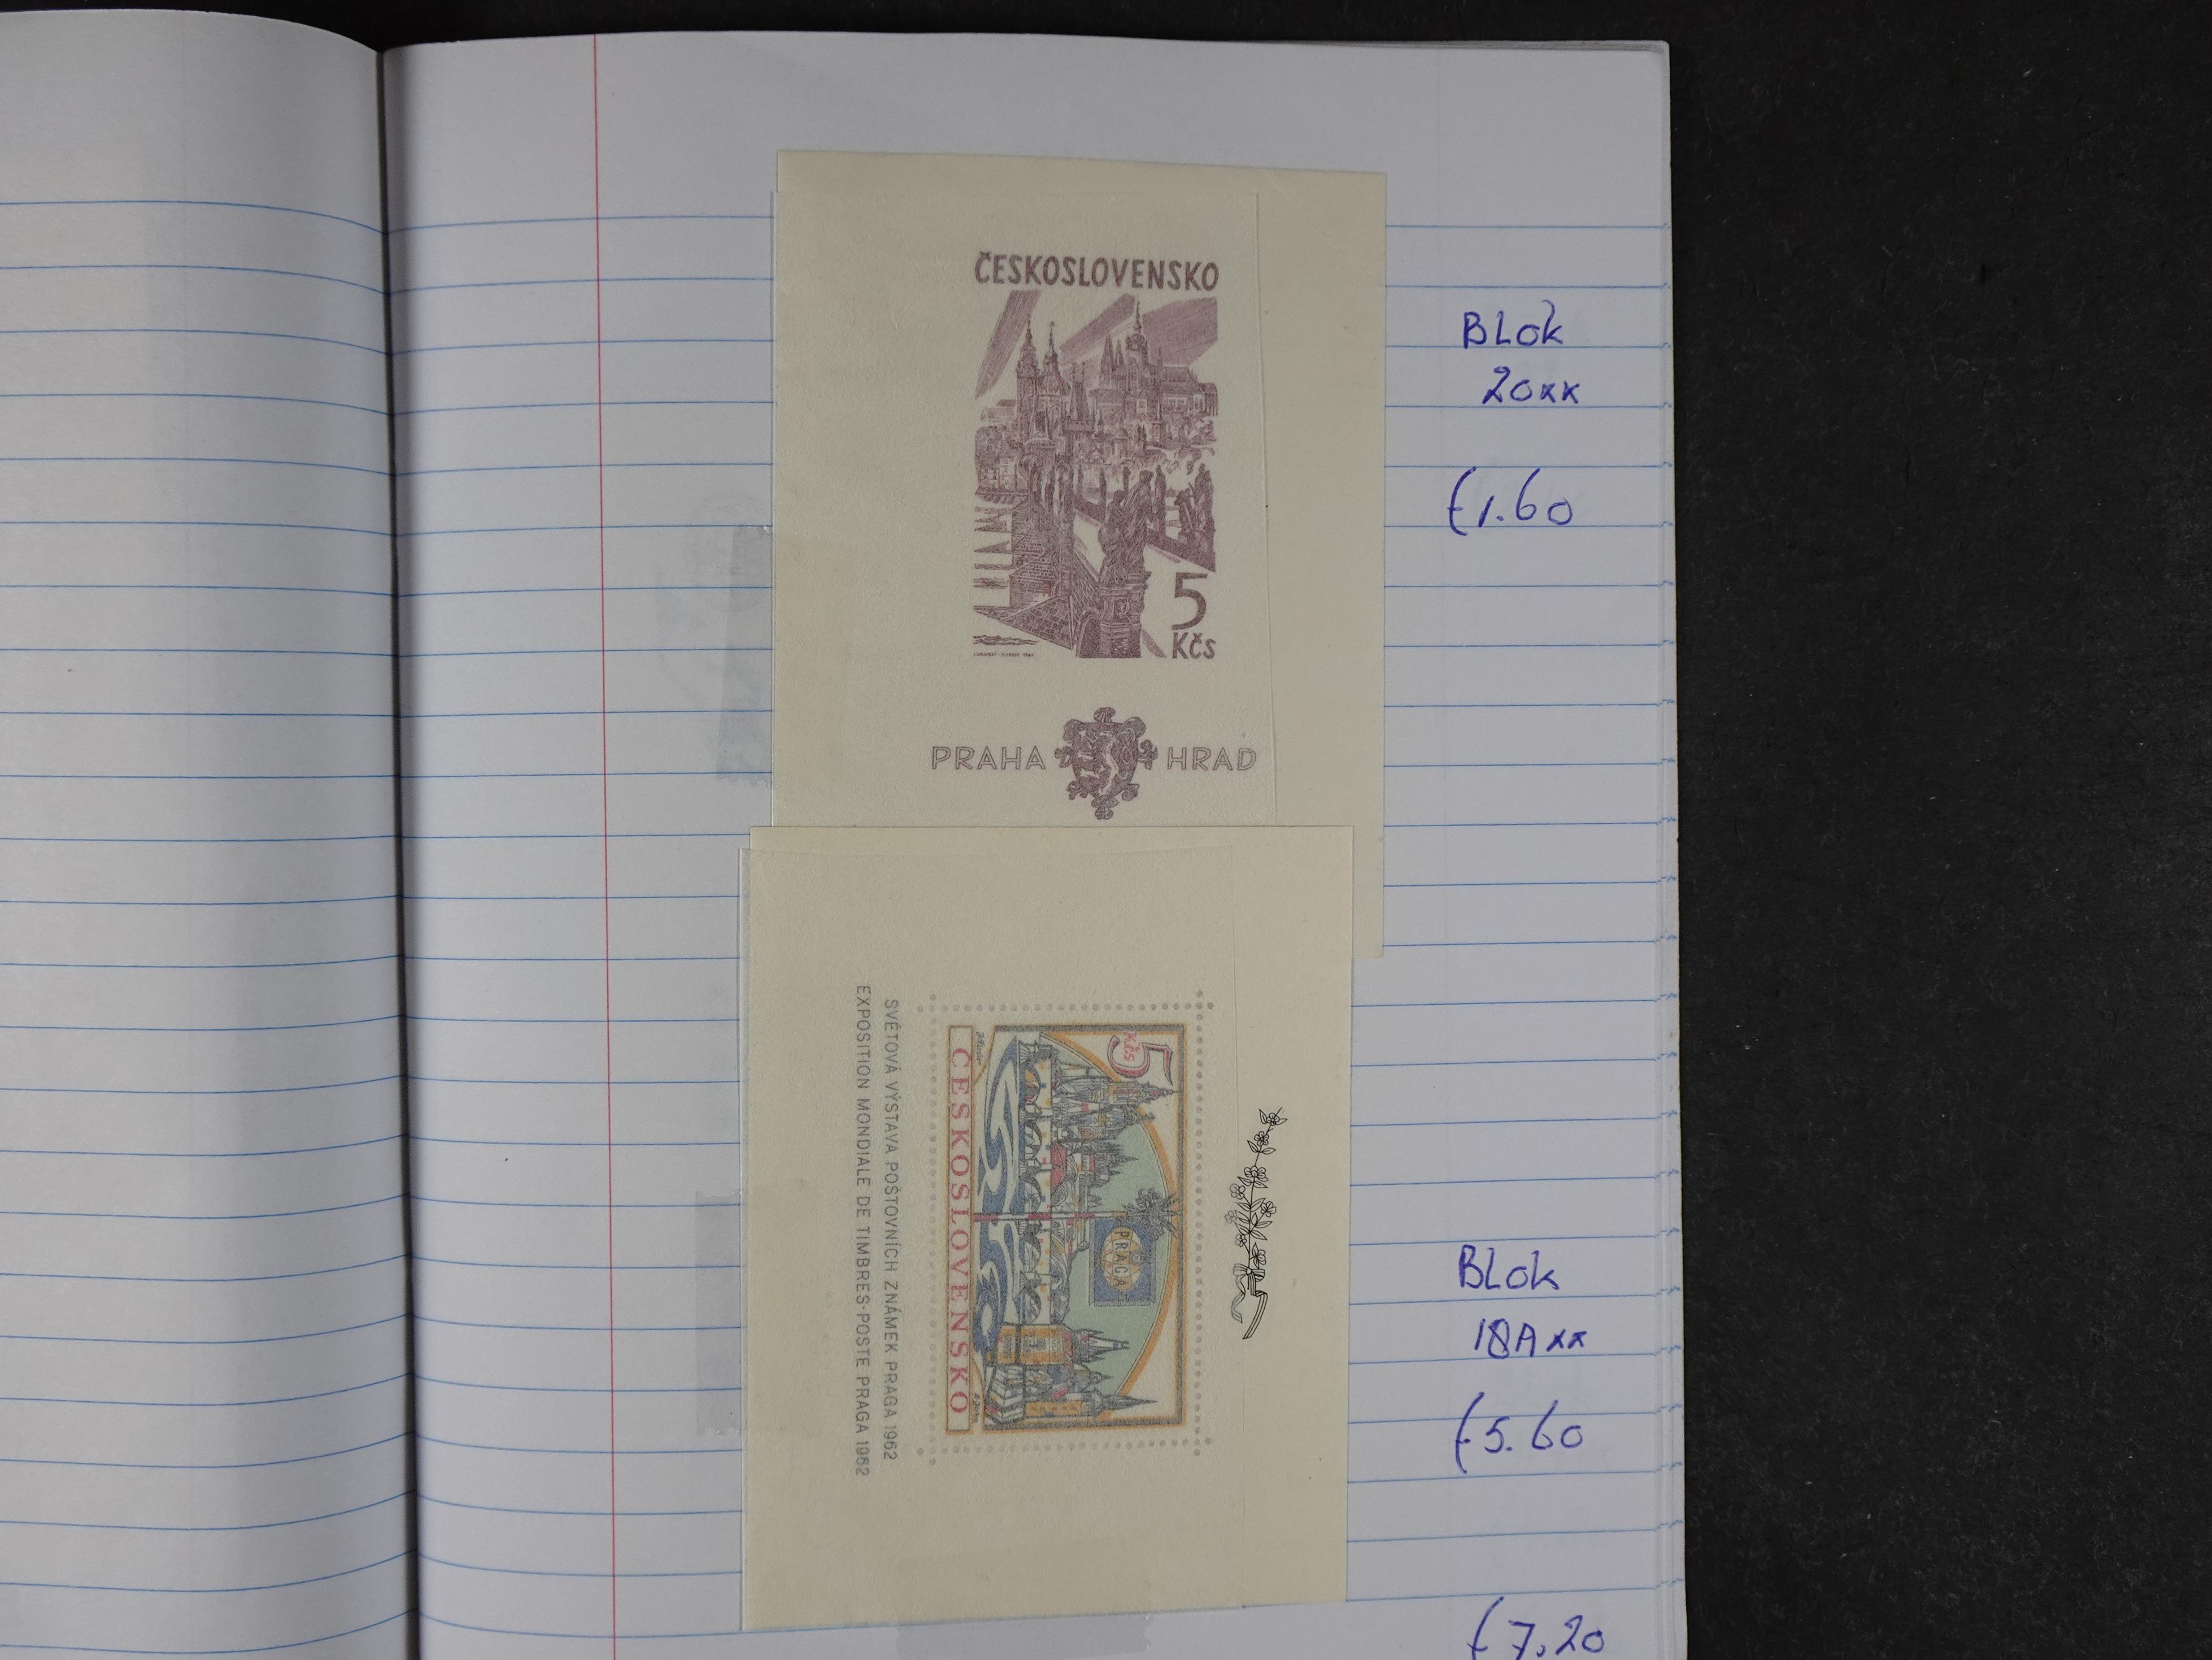 ČESKOSLOVENSKO
5
Kčs
PRAHA HRAD
BLOK
20xx
€1.60
5
Kčs
PRAGA
ČESKOSLOVENSKO
SVĚTOVÁ VÝSTAVA POŠTOVNÍCH ZNÁMEK PRAGA 1962
EXPOSITION MONDIALE DE TIMBRES-POSTE PRAGA 1962
BLOK
18Axx
€5.60
€7.20